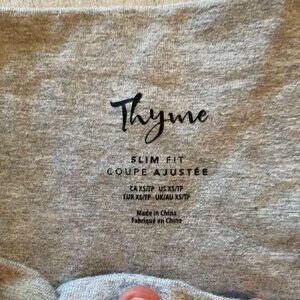 Thyme
SLIM FIT
COUPE AJUSTÉE
CA XS/TP US XS/TP
EUR XS/TP UK/AU XS/TP
Made in China
Fabriqué en Chine